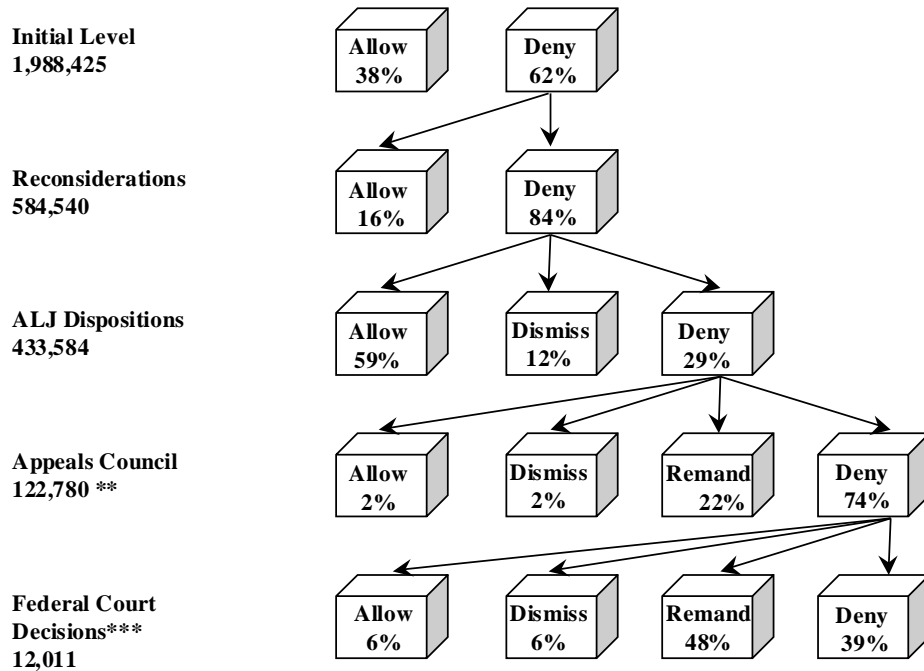 Initial Level
1,988,425
Allow
38%
Deny
62%
Reconsiderations
584,540
Allow
16%
Deny
84%
ALJ Dispositions
433,584
Allow
59%
Dismiss
12%
Deny
29%
Appeals Council
122,780 **
Allow
2%
Dismiss
2%
Remand
22%
Deny
74%
Federal Court
Decisions***
12,011
Allow
6%
Dismiss
6%
Remand
48%
Deny
39%